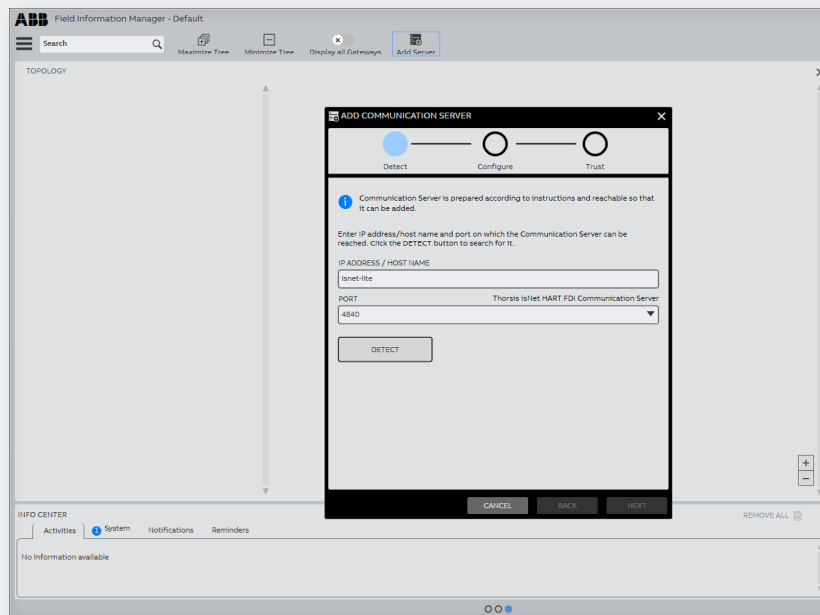 ABB Field Information Manager - Default
Search
Maximize Tree
Minimize Tree
Display all Gateways
Add Server
TOPOLOGY
ADD COMMUNICATION SERVER
Detect
Configure
Trust
Communication Server is prepared according to instructions and reachable so that
it can be added.
Enter IP address/host name and port on which the Communication Server can be
reached. Click the DETECT button to search for it.
IP ADDRESS / HOST NAME
isnet-lite
PORT
Thorsis isNet HART FDI Communication Server
4840
DETECT
CANCEL
BACK
NEXT
INFO CENTER
REMOVE ALL
Activities
System
Notifications
Reminders
No information available